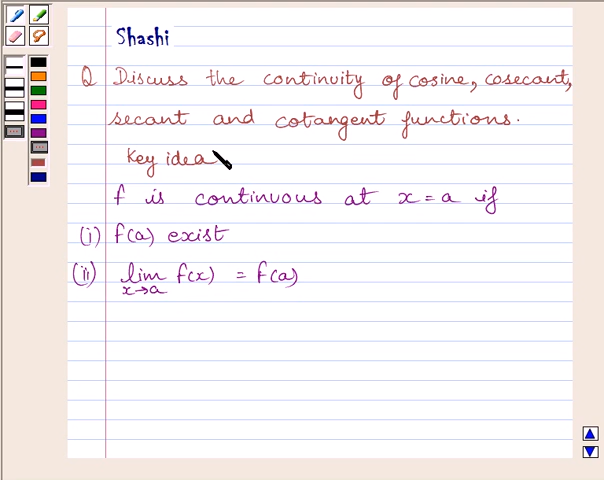 Shashi
Q Discuss the continuity of cosine, cosecant,
secant and cotangent functions.
Key idea
f is continuous at x = a if
(i) f(a) exist
(ii) lim f(x) = f(a)
x→a